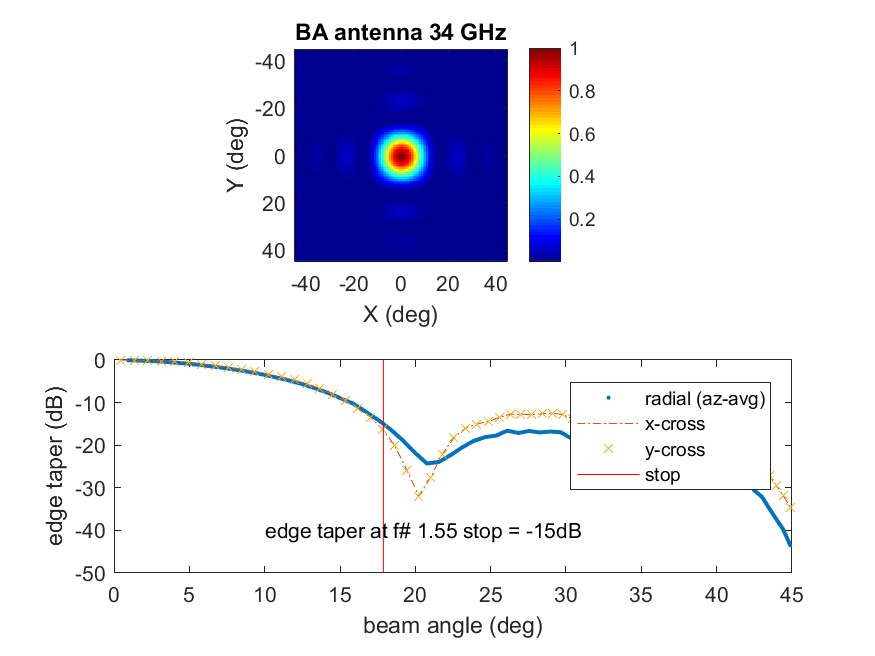 BA antenna 34 GHz
-40
-20
0
20
40
Y (deg)
-40 -20 0 20 40
X (deg)
1
0.8
0.6
0.4
0.2
0
-10
-20
-30
-40
-50
edge taper (dB)
radial (az-avg)
x-cross
y-cross
stop
edge taper at f# 1.55 stop = -15dB
0 5 10 15 20 25 30 35 40 45
beam angle (deg)